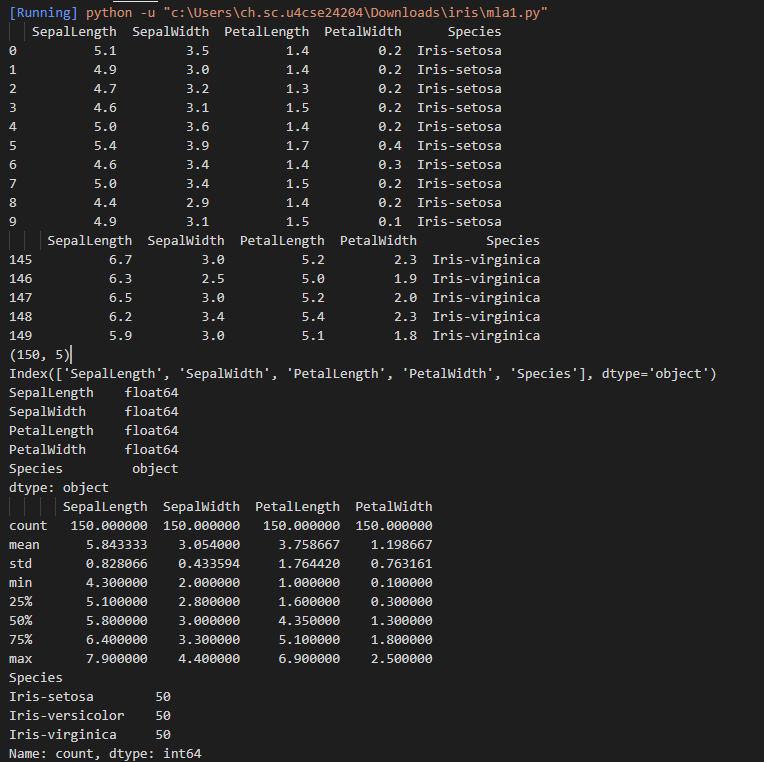 [Running] python -u "c:\Users\ch.sc.u4cse24204\Downloads\iris\mla1.py"
   SepalLength  SepalWidth  PetalLength  PetalWidth      Species
0          5.1         3.5          1.4         0.2  Iris-setosa
1          4.9         3.0          1.4         0.2  Iris-setosa
2          4.7         3.2          1.3         0.2  Iris-setosa
3          4.6         3.1          1.5         0.2  Iris-setosa
4          5.0         3.6          1.4         0.2  Iris-setosa
5          5.4         3.9          1.7         0.4  Iris-setosa
6          4.6         3.4          1.4         0.3  Iris-setosa
7          5.0         3.4          1.5         0.2  Iris-setosa
8          4.4         2.9          1.4         0.2  Iris-setosa
9          4.9         3.1          1.5         0.1  Iris-setosa
     SepalLength  SepalWidth  PetalLength  PetalWidth         Species
145          6.7         3.0          5.2         2.3  Iris-virginica
146          6.3         2.5          5.0         1.9  Iris-virginica
147          6.5         3.0          5.2         2.0  Iris-virginica
148          6.2         3.4          5.4         2.3  Iris-virginica
149          5.9         3.0          5.1         1.8  Iris-virginica
(150, 5)
Index(['SepalLength', 'SepalWidth', 'PetalLength', 'PetalWidth', 'Species'], dtype='object')
SepalLength    float64
SepalWidth     float64
PetalLength    float64
PetalWidth     float64
Species         object
dtype: object
       SepalLength  SepalWidth  PetalLength  PetalWidth
count   150.000000  150.000000   150.000000  150.000000
mean      5.843333    3.054000     3.758667    1.198667
std       0.828066    0.433594     1.764420    0.763161
min       4.300000    2.000000     1.000000    0.100000
25%       5.100000    2.800000     1.600000    0.300000
50%       5.800000    3.000000     4.350000    1.300000
75%       6.400000    3.300000     5.100000    1.800000
max       7.900000    4.400000     6.900000    2.500000
Species
Iris-setosa        50
Iris-versicolor    50
Iris-virginica     50
Name: count, dtype: int64